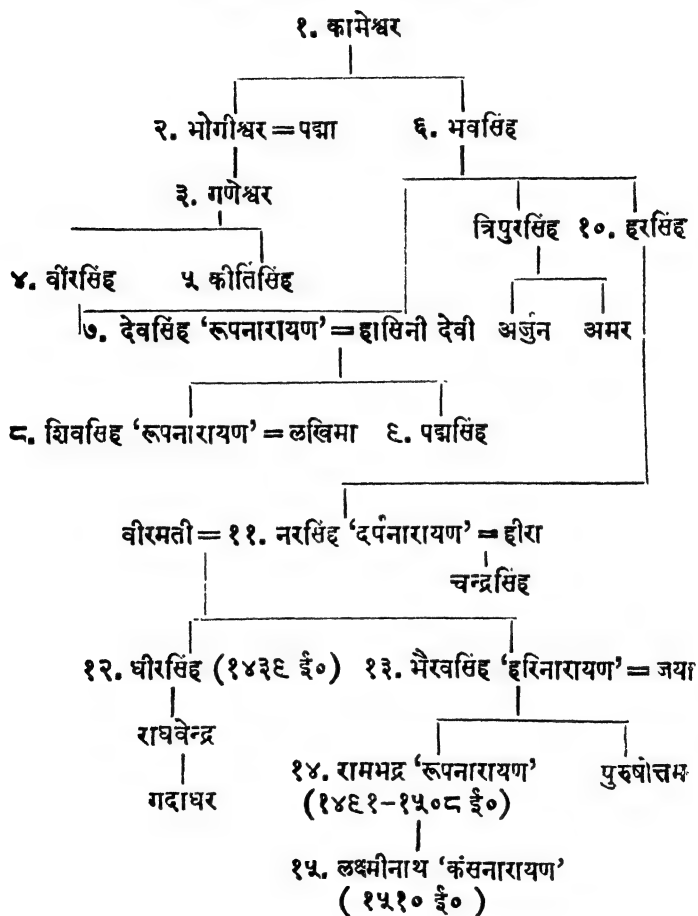 १. कामेश्वर
२. भोगीश्वर = पद्मा ६. भवसिंह
३. गणेश्वर
त्रिपुरसिंह १०. हरसिंह
४. वीरसिंह ५ कीर्तिसिंह
७. देवसिंह ‘रूपनारायण’ = हासिनी देवी अर्जुन अमर
८. शिवसिह ‘रूपनारायण’ = लखिमा ९. पद्मसिंह
वीरमती = ११. नरसिंह ‘दर्पनारायण’ = हीरा
चन्द्रसिंह
१२. धीरसिंह (१४३९ ई०) १३. भैरवसिंह ‘हरिनारायण’ = जया
राघवेन्द्र
१४. रामभद्र ‘रूपनारायण’ पुरुषोत्तम
गदाधर (१४९१-१५०८ ई०)
१५. लक्ष्मीनाथ ‘कंसनारायण’
( १५१० ई० )